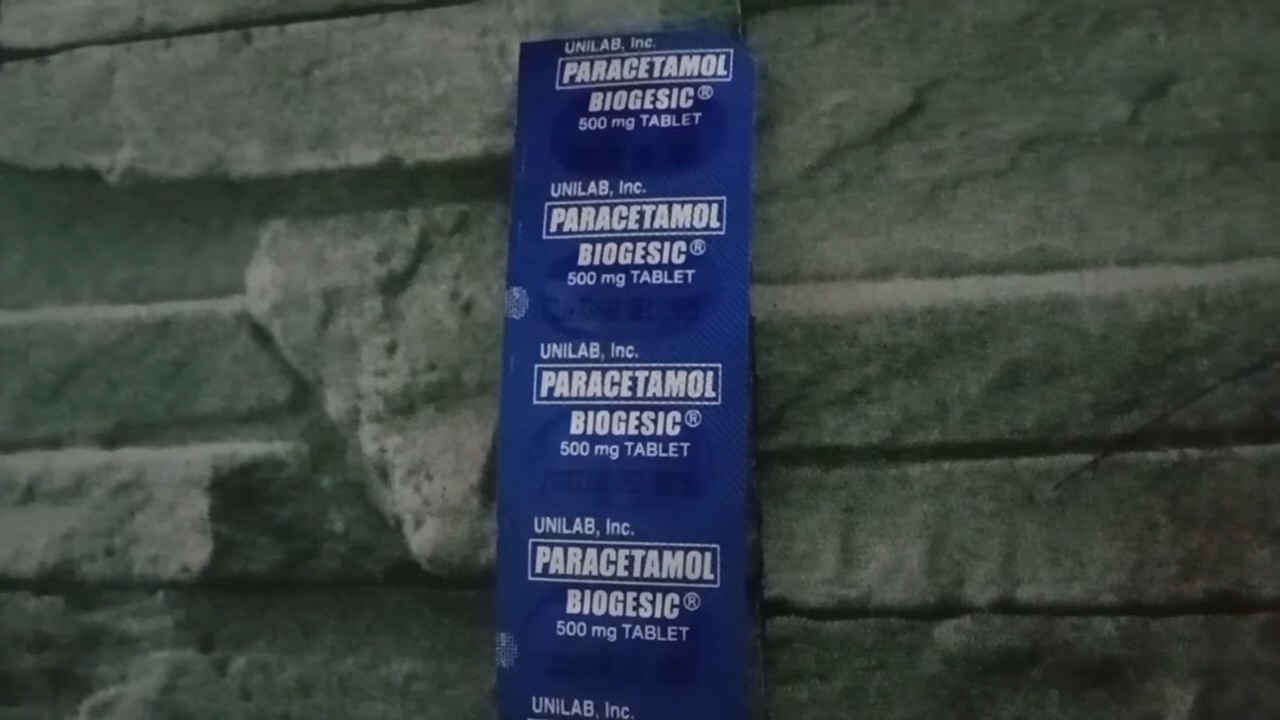 UNILAB, Inc.
PARACETAMOL
BIOGESIC®
500 mg TABLET
UNILAB, Inc.
PARACETAMOL
BIOGESIC®
500 mg TABLET
UNILAB, Inc.
PARACETAMOL
BIOGESIC®
500 mg TABLET
UNILAB, Inc.
PARACETAMOL
BIOGESIC®
500 mg TABLET
UNILAB, Inc.